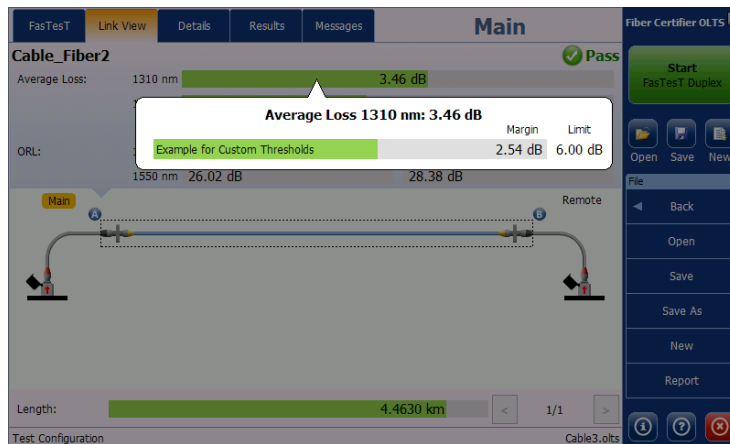 FasTesT
Link View
Details
Results
Messages
Main
Fiber Certifier OLTS
Cable_Fiber2
Pass
Average Loss:
1310 nm
3.46 dB
Start
FasTesT Duplex
Average Loss 1310 nm: 3.46 dB
Margin
Limit
Example for Custom Thresholds
2.54 dB
6.00 dB
ORL:
1550 nm
26.02 dB
28.38 dB
Open
Save
New
File
Back
Open
Save
Save As
New
Report
Main
Remote
A
B
1
1
Length:
4.4630 km
<
1/1
>
Test Configuration
Cable3.olts